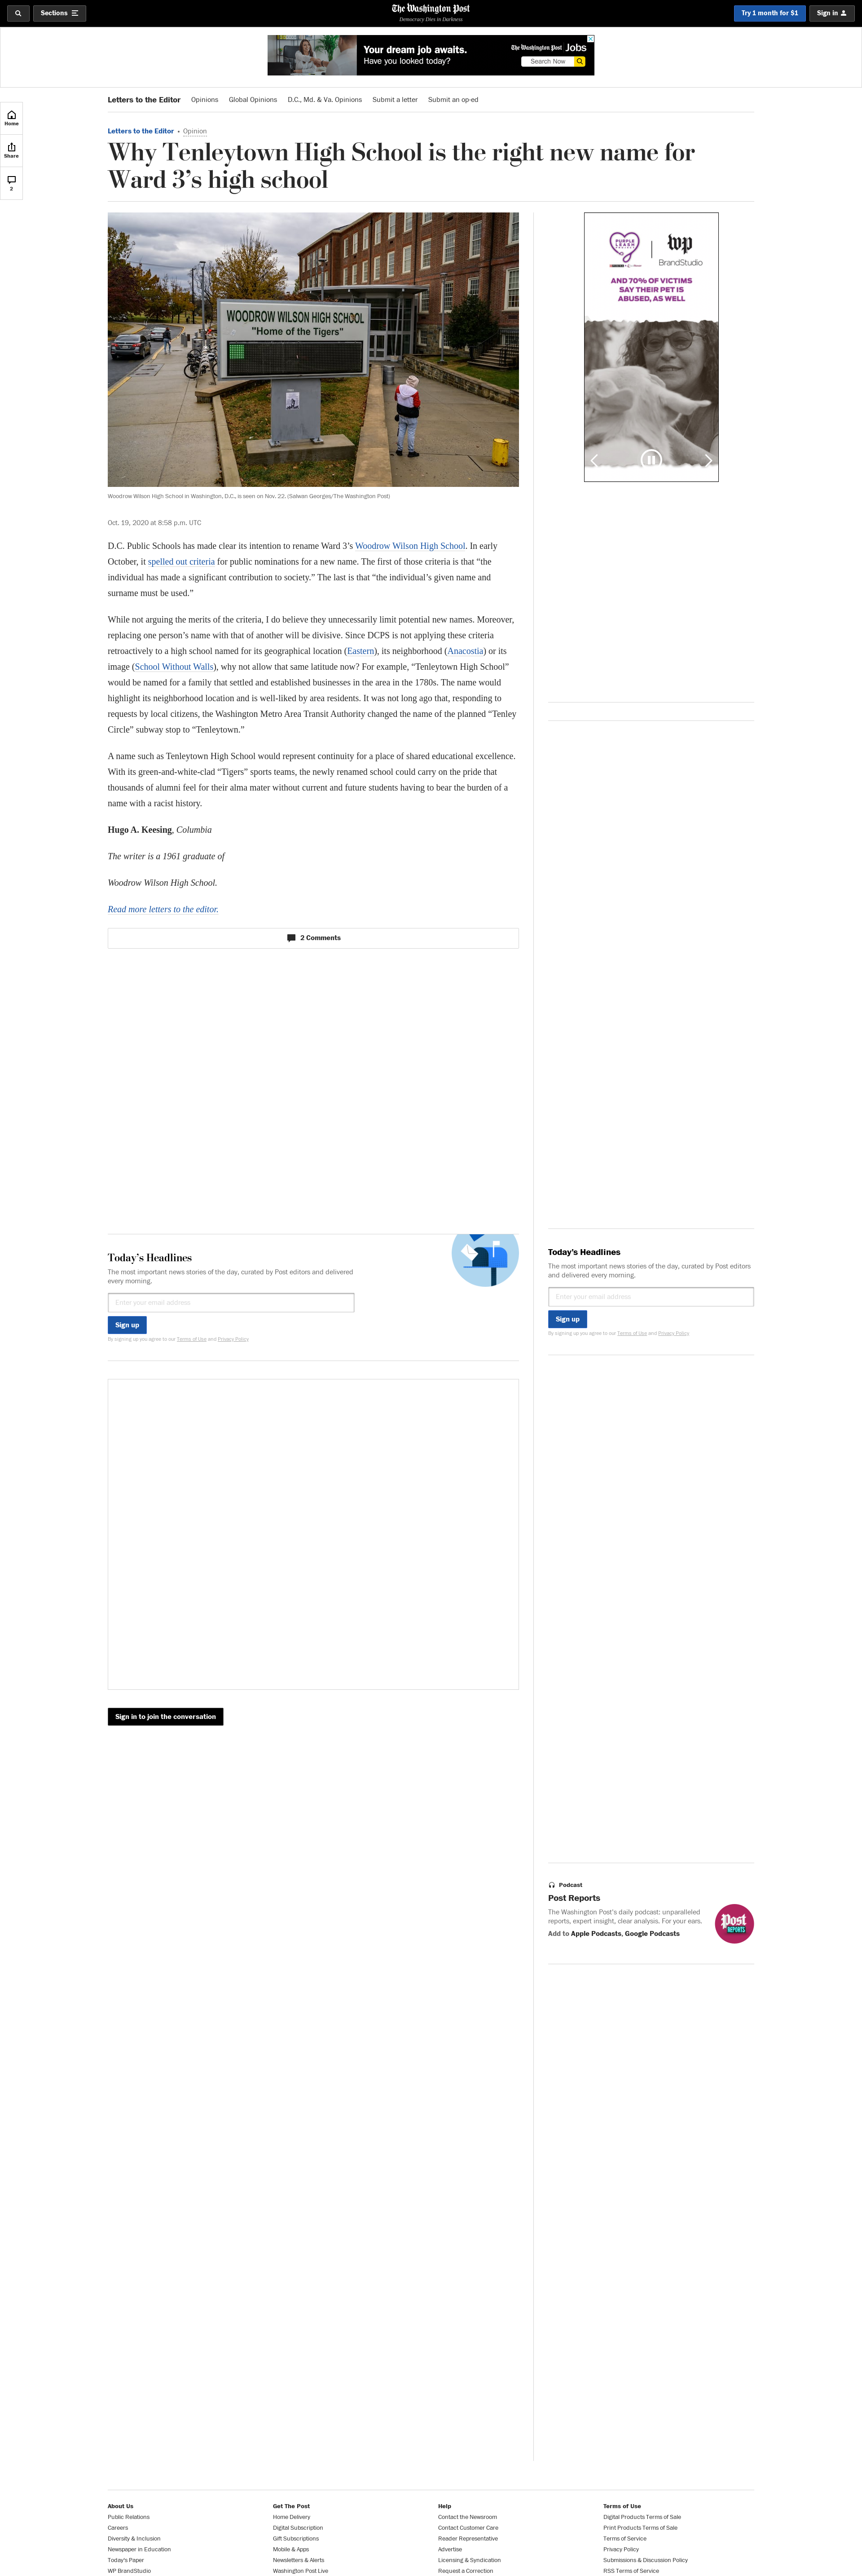 Sections
The Washington Post
Democracy Dies in Darkness
Try 1 month for $1
Sign in
Your dream job awaits.
Have you looked today?
The Washington Post Jobs
Search Now
Letters to the Editor
Opinions
Global Opinions
D.C., Md. & Va. Opinions
Submit a letter
Submit an op-ed
Home
Share
2
Letters to the Editor • Opinion
Why Tenleytown High School is the right new name for
Ward 3’s high school
WOODROW WILSON HIGH SCHOOL
"Home of the Tigers"
Woodrow Wilson High School in Washington, D.C., is seen on Nov. 22. (Salwan Georges/The Washington Post)
PURPLE
LEASH
wp
BrandStudio
AND 70% OF VICTIMS
SAY THEIR PET IS
ABUSED, AS WELL
Oct. 19, 2020 at 8:58 p.m. UTC
D.C. Public Schools has made clear its intention to rename Ward 3’s Woodrow Wilson High School. In early
October, it spelled out criteria for public nominations for a new name. The first of those criteria is that “the
individual has made a significant contribution to society.” The last is that “the individual’s given name and
surname must be used.”
While not arguing the merits of the criteria, I do believe they unnecessarily limit potential new names. Moreover,
replacing one person’s name with that of another will be divisive. Since DCPS is not applying these criteria
retroactively to a high school named for its geographical location (Eastern), its neighborhood (Anacostia) or its
image (School Without Walls), why not allow that same latitude now? For example, “Tenleytown High School”
would be named for a family that settled and established businesses in the area in the 1780s. The name would
highlight its neighborhood location and is well-liked by area residents. It was not long ago that, responding to
requests by local citizens, the Washington Metro Area Transit Authority changed the name of the planned “Tenley
Circle” subway stop to “Tenleytown.”
A name such as Tenleytown High School would represent continuity for a place of shared educational excellence.
With its green-and-white-clad “Tigers” sports teams, the newly renamed school could carry on the pride that
thousands of alumni feel for their alma mater without current and future students having to bear the burden of a
name with a racist history.
Hugo A. Keesing, Columbia
The writer is a 1961 graduate of
Woodrow Wilson High School.
Read more letters to the editor.
2 Comments
Today’s Headlines
The most important news stories of the day, curated by Post editors and delivered
every morning.
Enter your email address
Sign up
By signing up you agree to our Terms of Use and Privacy Policy
Today’s Headlines
The most important news stories of the day, curated by Post editors
and delivered every morning.
Enter your email address
Sign up
By signing up you agree to our Terms of Use and Privacy Policy
Sign in to join the conversation
Podcast
Post Reports
The Washington Post's daily podcast: unparalleled
reports, expert insight, clear analysis. For your ears.
Add to Apple Podcasts, Google Podcasts
Post
REPORTS
About Us
Public Relations
Careers
Diversity & Inclusion
Newspaper in Education
Today's Paper
WP BrandStudio
Get The Post
Home Delivery
Digital Subscription
Gift Subscriptions
Mobile & Apps
Newsletters & Alerts
Washington Post Live
Help
Contact the Newsroom
Contact Customer Care
Reader Representative
Advertise
Licensing & Syndication
Request a Correction
Terms of Use
Digital Products Terms of Sale
Print Products Terms of Sale
Terms of Service
Privacy Policy
Submissions & Discussion Policy
RSS Terms of Service